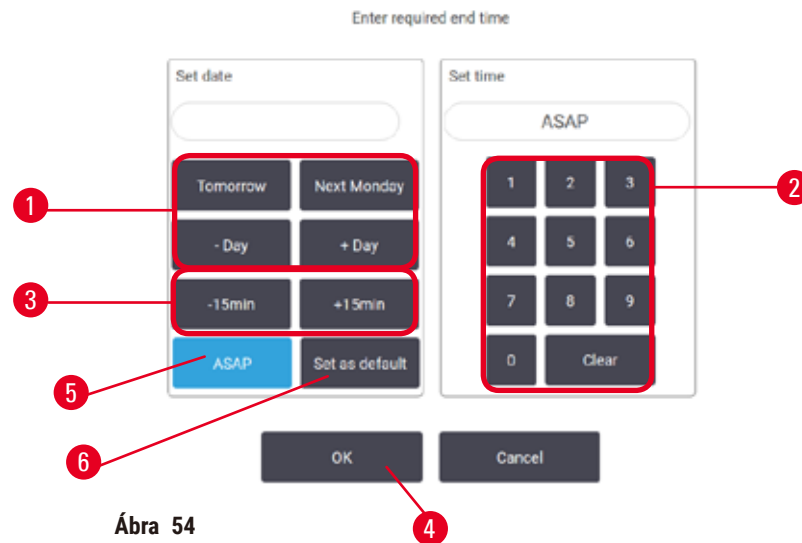 Enter required end time
Set date
Set time
ASAP
Tomorrow
Next Monday
- Day
+ Day
-15min
+15min
ASAP
Set as default
1
2
3
4
5
6
7
8
9
0
Clear
OK
Cancel
1
2
3
5
6
4
Ábra 54